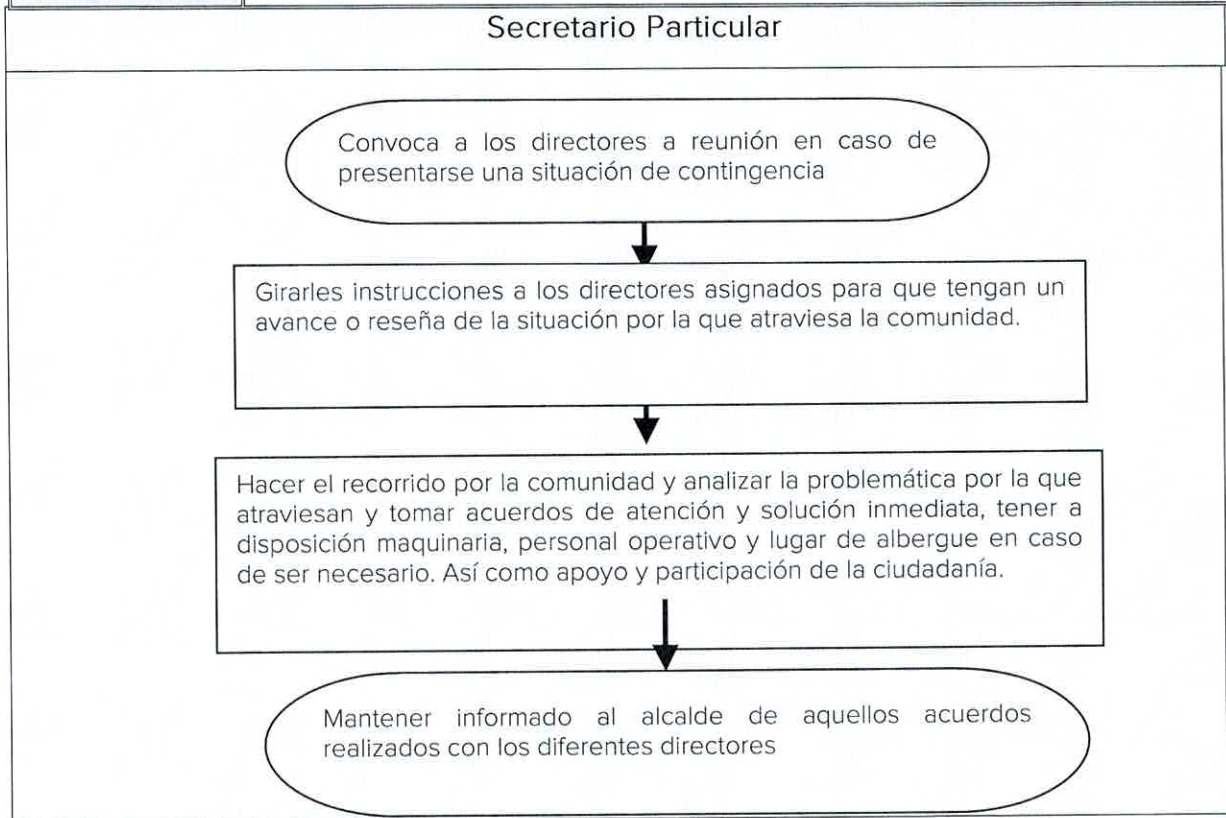 Secretario Particular
Convoca a los directores a reunión en caso de
presentarse una situación de contingencia
Girarles instrucciones a los directores asignados para que tengan un
avance o reseña de la situación por la que atraviesa la comunidad.
Hacer el recorrido por la comunidad y analizar la problemática por la que
atraviesan y tomar acuerdos de atención y solución inmediata, tener a
disposición maquinaria, personal operativo y lugar de albergue en caso
de ser necesario. Así como apoyo y participación de la ciudadanía.
Mantener informado al alcalde de aquellos acuerdos
realizados con los diferentes directores